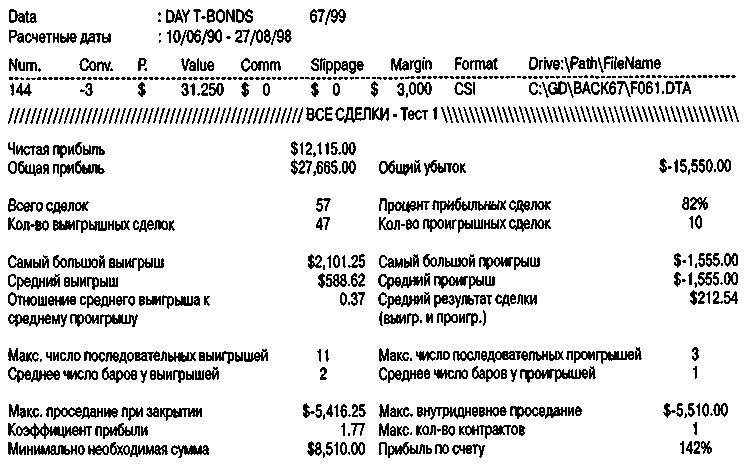 Data : DAY T-BONDS 67/99
Расчетные даты : 10/06/90 - 27/08/98
Num. Conv. P. Value Comm Slippage Margin Format Drive:\Path\FileName
144 -3 $ 31.250 $ 0 $ 0 $ 3,000 CSI C:\GD\BACK67\F061.DTA
////////////////////////////////////////////////// ВСЕ СДЕЛКИ - Тест 1 \\\\\\\\\\\\\\\\\\\\\\\\\\\\\\\\\\\\\\\\\\\\\\\\\\
Чистая прибыль $12,115.00
Общая прибыль $27,665.00 Общий убыток $-15,550.00
Всего сделок 57 Процент прибыльных сделок 82%
Кол-во выигрышных сделок 47 Кол-во проигрышных сделок 10
Самый большой выигрыш $2,101.25 Самый большой проигрыш $-1,555.00
Средний выигрыш $588.62 Средний проигрыш $-1,555.00
Отношение среднего выигрыша к 0.37 Средний результат сделки $212.54
среднему проигрышу (выигр. и проигр.)
Макс. число последовательных выигрышей 11 Макс. число последовательных проигрышей 3
Среднее число баров у выигрышей 2 Среднее число баров у проигрышей 1
Макс. проседание при закрытии $-5,416.25 Макс. внутридневное проседание $-5,510.00
Коэффициент прибыли 1.77 Макс. кол-во контрактов 1
Минимально необходимая сумма $8,510.00 Прибыль по счету 142%